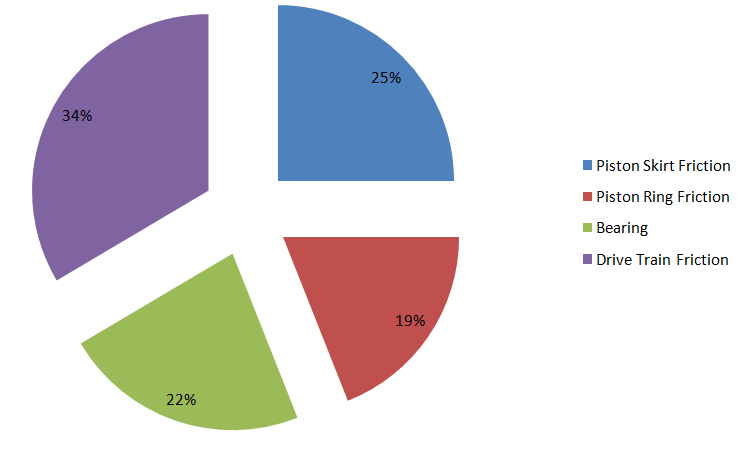 25%
34%
19%
22%
Piston Skirt Friction
Piston Ring Friction
Bearing
Drive Train Friction